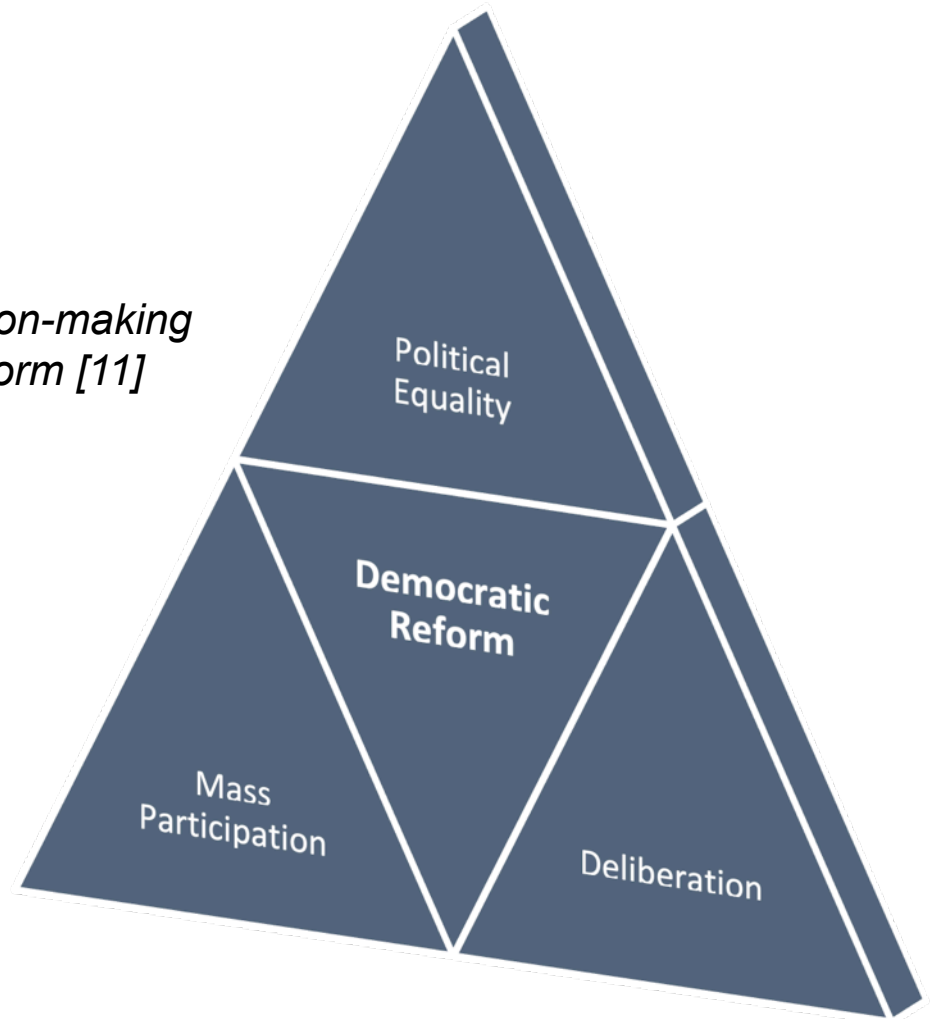 on-making
orm [11]
Political
Equality
Democratic
Reform
Mass
Participation
Deliberation